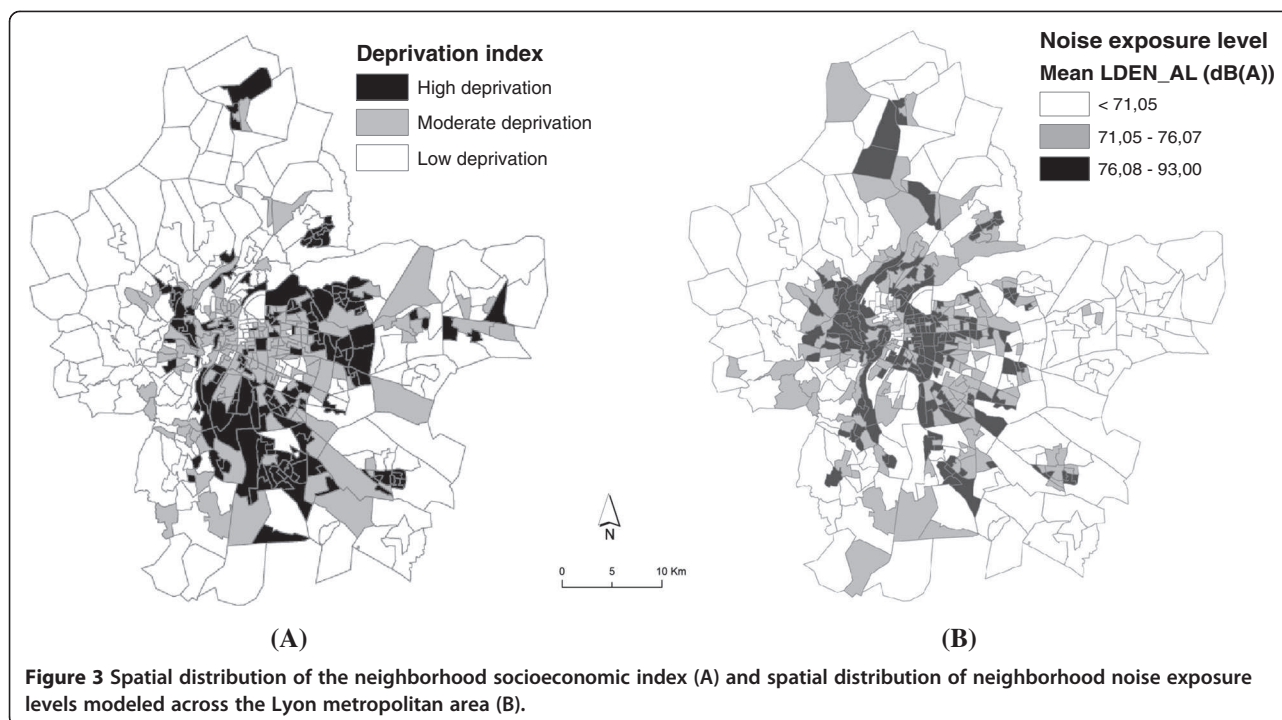 Deprivation index
High deprivation
Moderate deprivation
Low deprivation
Noise exposure level
Mean LDEN_AL (dB(A))
< 71,05
71,05 - 76,07
76,08 - 93,00
N
0 5 10 Km
(A)
(B)
Figure 3 Spatial distribution of the neighborhood socioeconomic index (A) and spatial distribution of neighborhood noise exposure
levels modeled across the Lyon metropolitan area (B).